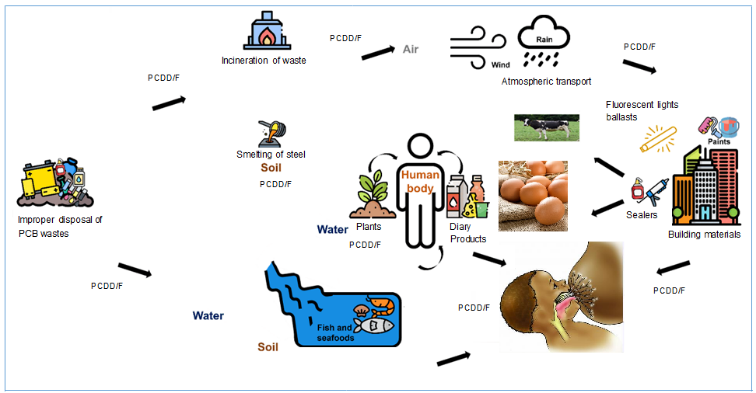 Rain
PCDD/F
PCDD/F
Air
Wind
Incineration of waste
PCDD/F
Atmospheric transport
Fluorescent lights
ballasts
Paints
Smelting of steel
Soil
PCDD/F
Human
body
Improper disposal of
PCB wastes
Water
Plants
PCDD/F
Diary
Products
Sealers
Building materials
PCDD/F
PCDD/F
PCDD/F
Water
Fish and
seafoods
Soil